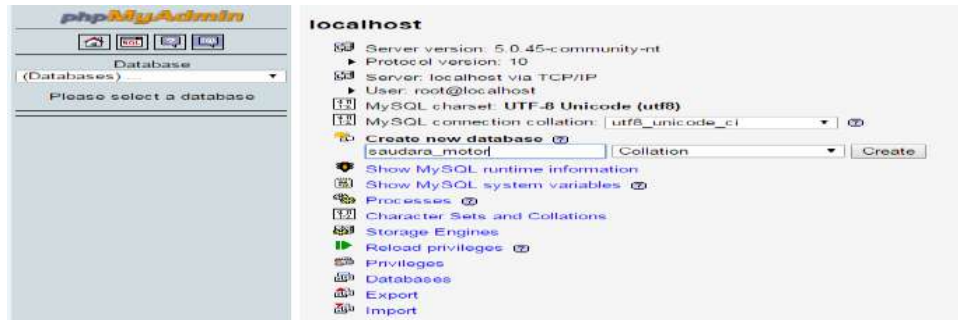 phpMyAdmin
Database
(Databases) ...
Please select a database
localhost
Server version: 5.0.45-community-nt
Protocol version: 10
Server: localhost via TCP/IP
User: root@localhost
MySQL charset: UTF-8 Unicode (utf8)
MySQL connection collation: utf8_unicode_ci
Create new database
saudara_motor Collation Create
Show MySQL runtime information
Show MySQL system variables
Processes
Character Sets and Collations
Storage Engines
Reload privileges
Privileges
Databases
Export
Import